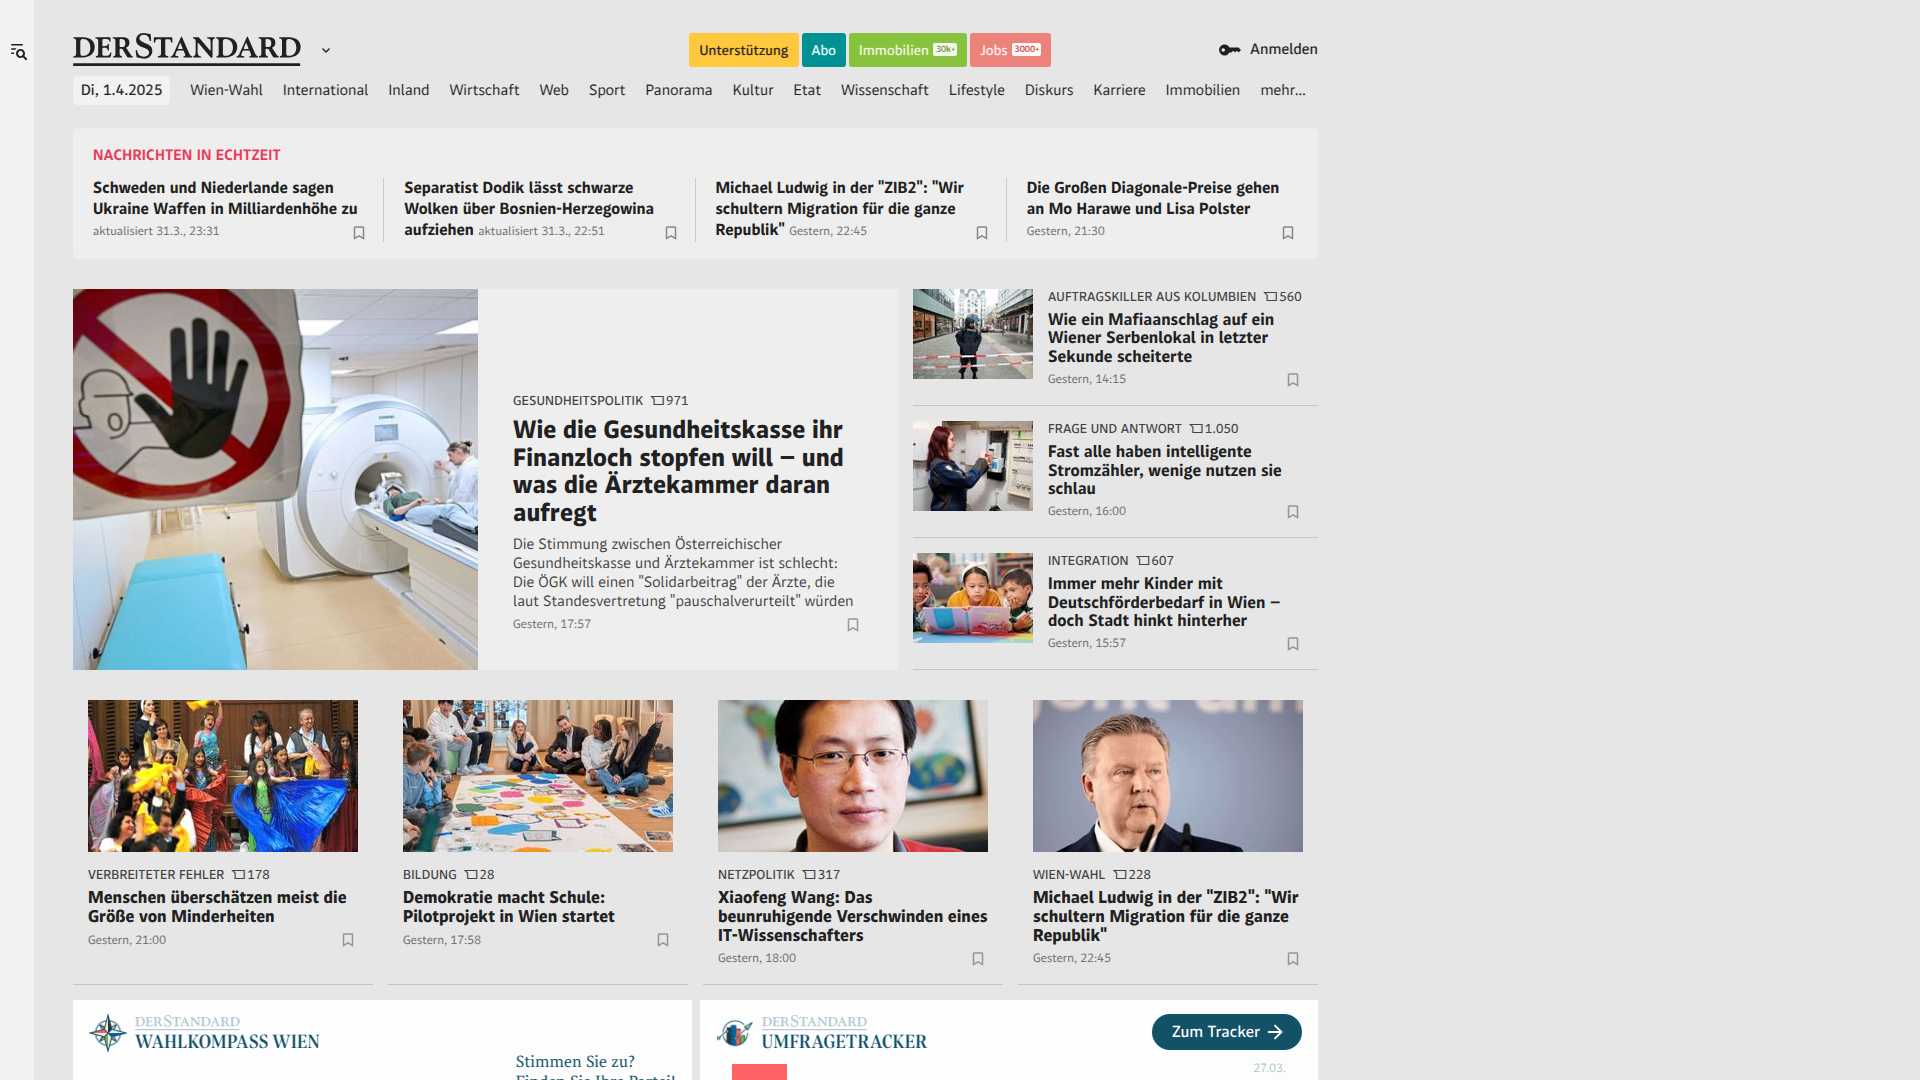 DERSTANDARD
Unterstützung
Abo
Immobilien 30k+
Jobs 3000+
Anmelden
Di, 1.4.2025
Wien-Wahl
International
Inland
Wirtschaft
Web
Sport
Panorama
Kultur
Etat
Wissenschaft
Lifestyle
Diskurs
Karriere
Immobilien
mehr...
NACHRICHTEN IN ECHTZEIT
Schweden und Niederlande sagen
Ukraine Waffen in Milliardenhöhe zu
aktualisiert 31.3., 23:31
Separatist Dodik lässt schwarze
Wolken über Bosnien-Herzegowina
aufziehen aktualisiert 31.3., 22:51
Michael Ludwig in der "ZIB2": "Wir
schultern Migration für die ganze
Republik" Gestern, 22:45
Die Großen Diagonale-Preise gehen
an Mo Harawe und Lisa Polster
Gestern, 21:30
GESUNDHEITSPOLITIK 971
Wie die Gesundheitskasse ihr
Finanzloch stopfen will – und
was die Ärztekammer daran
aufregt
Die Stimmung zwischen Österreichischer
Gesundheitskasse und Ärztekammer ist schlecht:
Die ÖGK will einen "Solidarbeitrag" der Ärzte, die
laut Standesvertretung "pauschalverurteilt" würden
Gestern, 17:57
AUFTRAGSKILLER AUS KOLUMBIEN 560
Wie ein Mafiaanschlag auf ein
Wiener Serbenlokal in letzter
Sekunde scheiterte
Gestern, 14:15
FRAGE UND ANTWORT 1.050
Fast alle haben intelligente
Stromzähler, wenige nutzen sie
schlau
Gestern, 16:00
INTEGRATION 607
Immer mehr Kinder mit
Deutschförderbedarf in Wien –
doch Stadt hinkt hinterher
Gestern, 15:57
VERBREITETER FEHLER 178
Menschen überschätzen meist die
Größe von Minderheiten
Gestern, 21:00
BILDUNG 28
Demokratie macht Schule:
Pilotprojekt in Wien startet
Gestern, 17:58
NETZPOLITIK 317
Xiaofeng Wang: Das
beunruhigende Verschwinden eines
IT-Wissenschafters
Gestern, 18:00
WIEN-WAHL 228
Michael Ludwig in der "ZIB2": "Wir
schultern Migration für die ganze
Republik"
Gestern, 22:45
DERSTANDARD
WAHLKOMPASS WIEN
Stimmen Sie zu?
Finden Sie Ihre Partei!
DERSTANDARD
UMFRAGETRACKER
Zum Tracker
27.03.